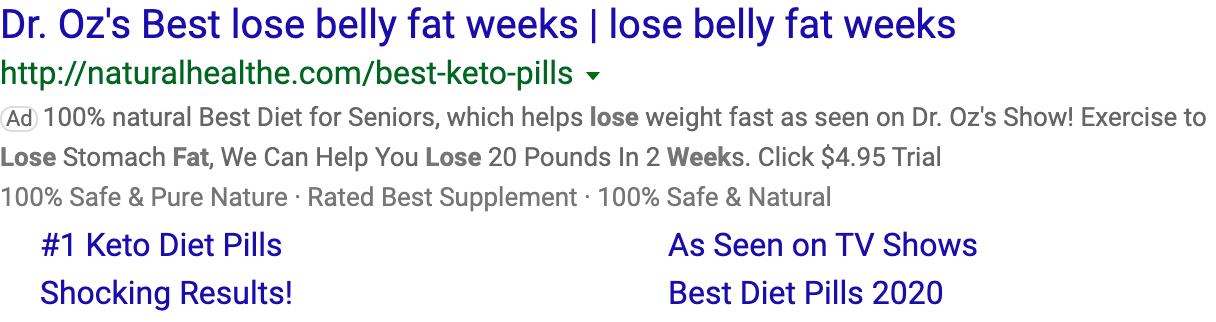 Dr. Oz's Best lose belly fat weeks | lose belly fat weeks
http://naturalhealthe.com/best-keto-pills
Ad 100% natural Best Diet for Seniors, which helps lose weight fast as seen on Dr. Oz's Show! Exercise to
Lose Stomach Fat, We Can Help You Lose 20 Pounds In 2 Weeks. Click $4.95 Trial
100% Safe & Pure Nature · Rated Best Supplement · 100% Safe & Natural
#1 Keto Diet Pills As Seen on TV Shows
Shocking Results! Best Diet Pills 2020